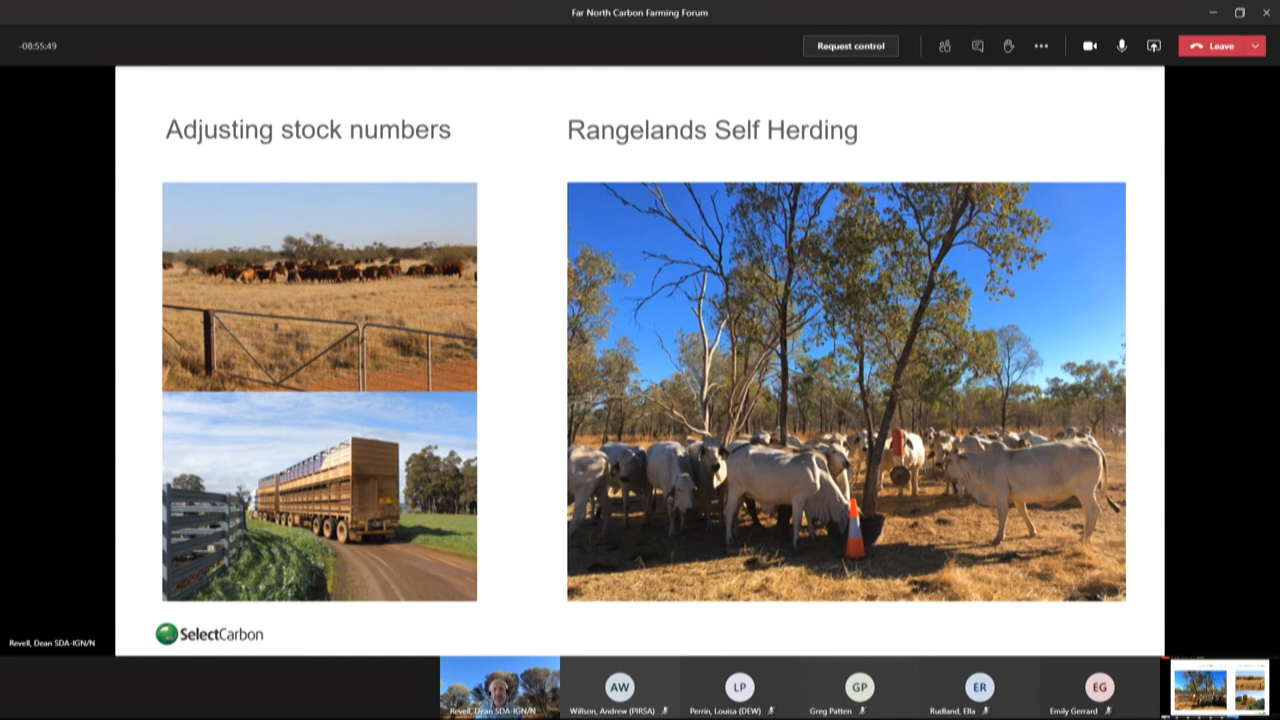 Far North Carbon Farming Forum
-08:55:49
Request control
Leave
Adjusting stock numbers
Rangelands Self Herding
SelectCarbon
Revell, Dean SDA-IGN/N
Revell, Dean SDA-IGN/N
AW
Willson, Andrew (PIRSA)
LP
Perrin, Louisa (DEW)
GP
Greg Patten
ER
Rudland, Ella
EG
Emily Gerrard